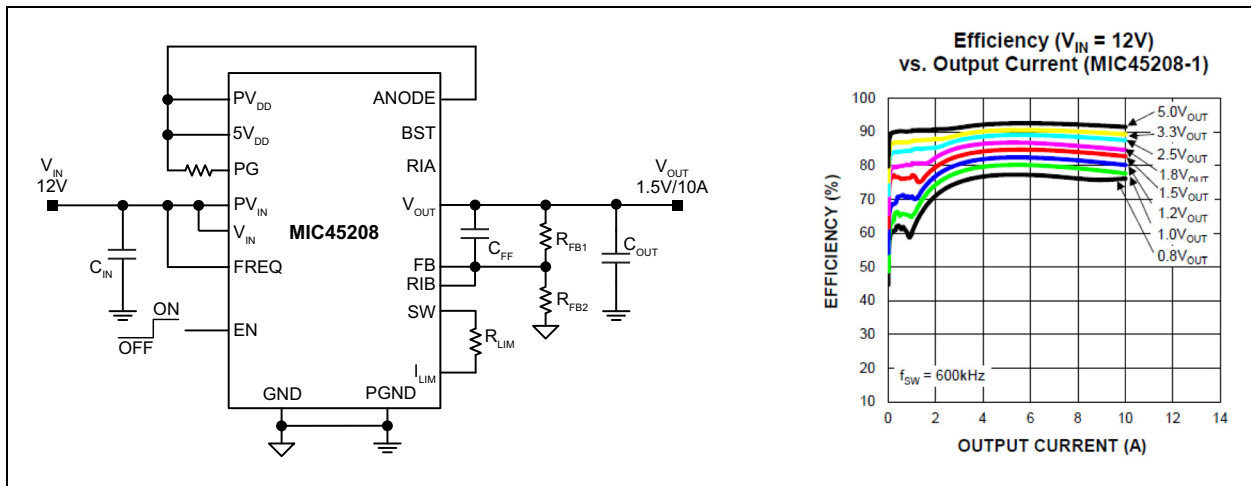 PVDD
5VDD
PG
VIN
12V
PVIN
VIN
FREQ
CIN
ON
OFF
EN
GND
PGND
MIC45208
ANODE
BST
RIA
VOUT
FB
RIB
SW
ILIM
CFF
RFB1
RFB2
RLIM
COUT
VOUT
1.5V/10A
Efficiency (VIN = 12V)
vs. Output Current (MIC45208-1)
EFFICIENCY (%)
100
90
80
70
60
50
40
30
20
10
5.0VOUT
3.3VOUT
2.5VOUT
1.8VOUT
1.5VOUT
1.2VOUT
1.0VOUT
0.8VOUT
fSW = 600kHz
0 2 4 6 8 10 12 14
OUTPUT CURRENT (A)